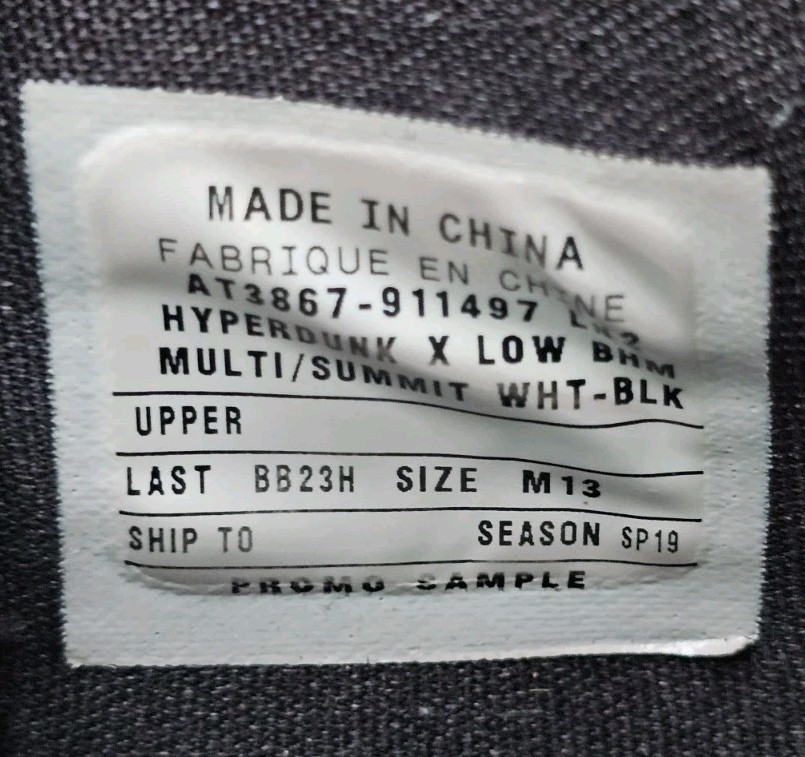 MADE IN CHINA
FABRIQUE EN CHINE
AT3867-911497
HYPERDUNK X LOW BHM
MULTI/SUMMIT WHT-BLK
UPPER
LAST BB23H SIZE M13
SHIP TO SEASON SP19
PROMO SAMPLE